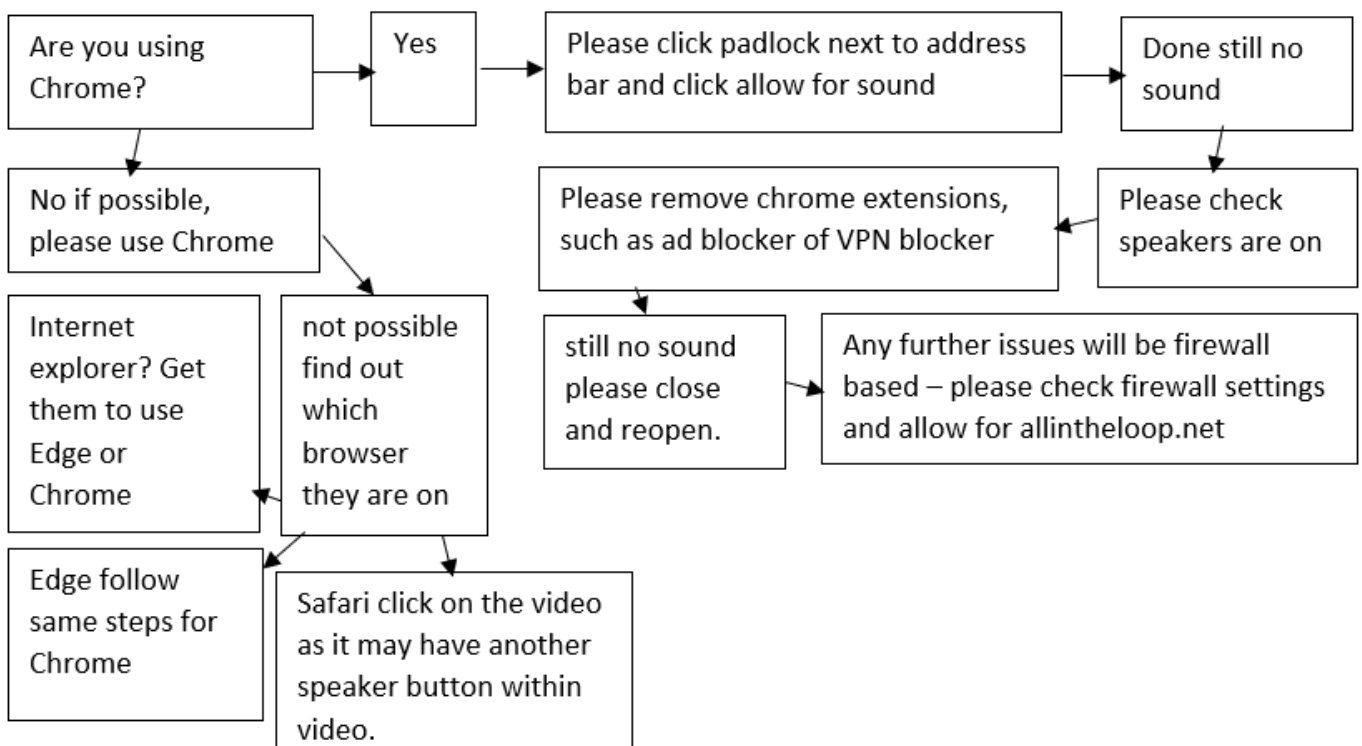 Are you using
Chrome?
Yes
Please click padlock next to address
bar and click allow for sound
Done still no
sound
No if possible,
please use Chrome
Please remove chrome extensions,
such as ad blocker of VPN blocker
Please check
speakers are on
Internet
explorer? Get
them to use
Edge or
Chrome
not possible
find out
which
browser
they are on
still no sound
please close
and reopen.
Any further issues will be firewall
based – please check firewall settings
and allow for allintheloop.net
Edge follow
same steps for
Chrome
Safari click on the video
as it may have another
speaker button within
video.